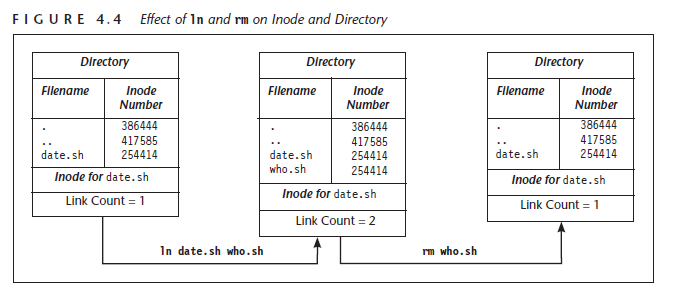 FIGURE 4.4 Effect of ln and rm on Inode and Directory
Directory
Filename Inode Number
. 386444
.. 417585
date.sh 254414
Inode for date.sh
Link Count = 1
Directory
Filename Inode Number
. 386444
.. 417585
date.sh 254414
who.sh 254414
Inode for date.sh
Link Count = 2
Directory
Filename Inode Number
. 386444
.. 417585
date.sh 254414
Inode for date.sh
Link Count = 1
ln date.sh who.sh
rm who.sh